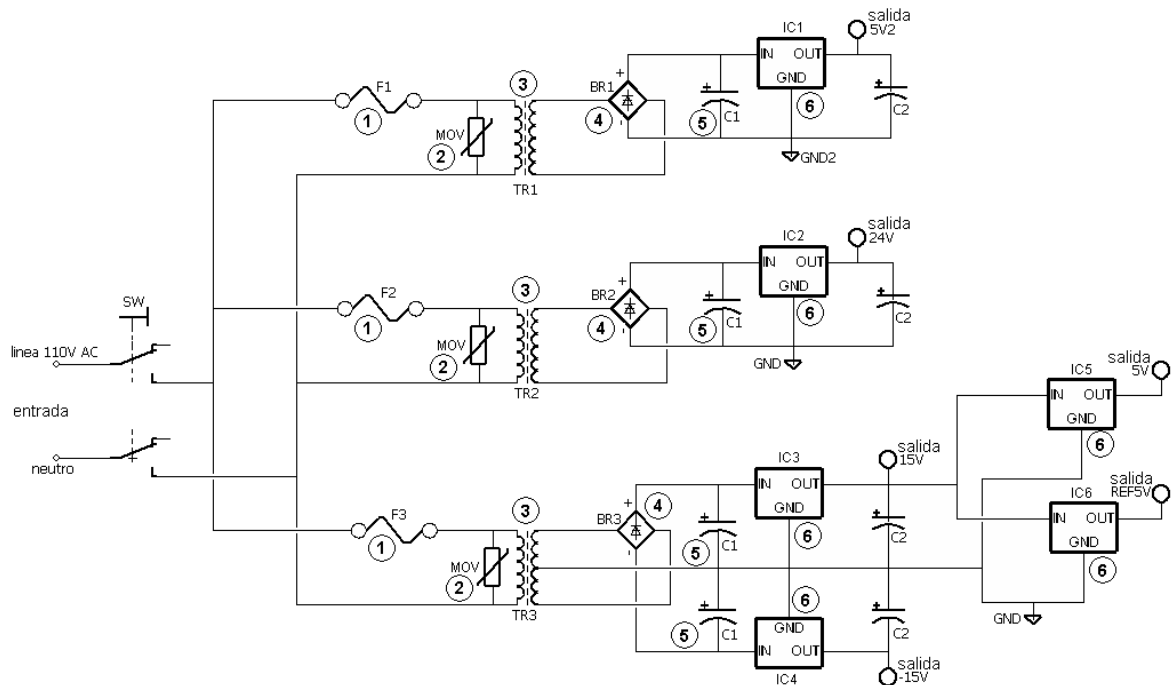 salida
5V2
IC1
IN OUT
GND
6
C2
F1
1
3
MOV
2
TR1
BR1
+
-
4
+
5
C1
+
GND2
salida
24V
IC2
IN OUT
GND
6
C2
F2
1
3
MOV
2
TR2
BR2
+
-
4
+
5
C1
+
GND
SW
linea 110V AC
entrada
neutro
F3
1
3
MOV
2
TR3
BR3
+
-
4
+
5
C1
+
5
C1
IC3
IN OUT
GND
6
6
GND
IN OUT
IC4
salida
15V
+
C2
+
C2
salida
-15V
IC5
IN OUT
GND
6
salida
5V
IC6
IN OUT
GND
6
salida
REF5V
GND